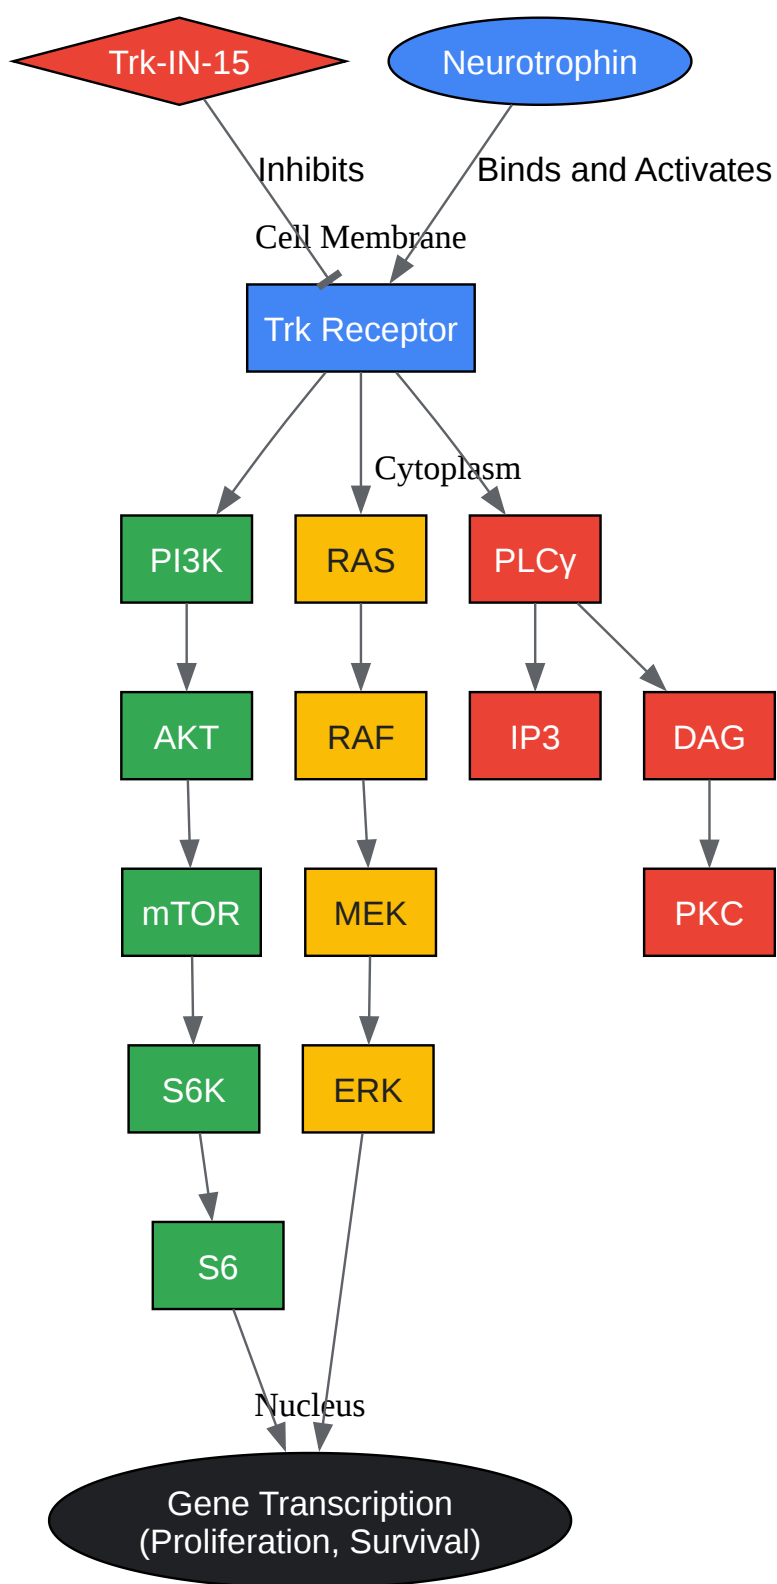 Trk-IN-15
Neurotrophin
Inhibits
Binds and Activates
Cell Membrane
Trk Receptor
Cytoplasm
PI3K
RAS
PLCγ
AKT
RAF
IP3
DAG
mTOR
MEK
PKC
S6K
ERK
S6
Nucleus
Gene Transcription
(Proliferation, Survival)